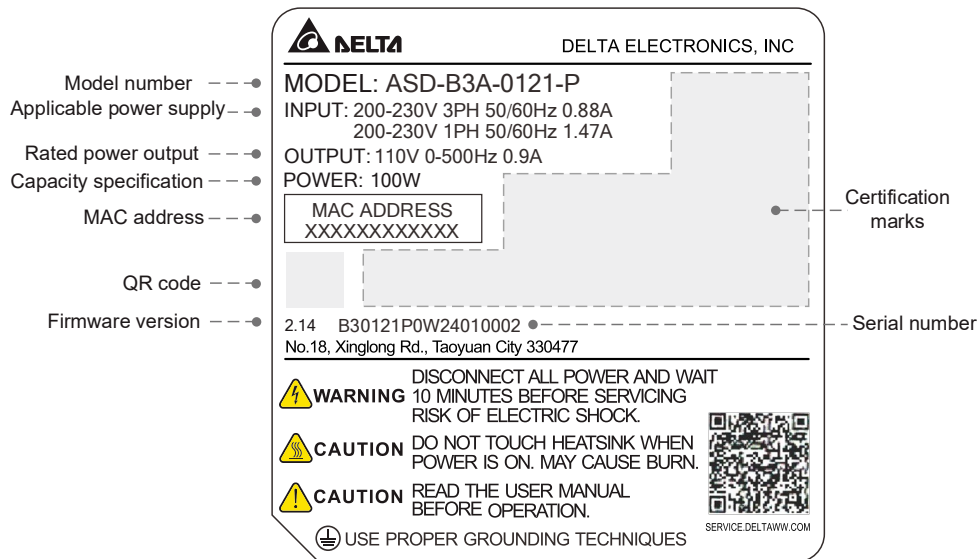 DELTA
DELTA ELECTRONICS, INC
Model number
MODEL: ASD-B3A-0121-P
Applicable power supply
INPUT: 200-230V 3PH 50/60Hz 0.88A
200-230V 1PH 50/60Hz 1.47A
Rated power output
OUTPUT: 110V 0-500Hz 0.9A
Capacity specification
POWER: 100W
MAC address
MAC ADDRESS
XXXXXXXXXXXX
Certification
marks
QR code
Firmware version
2.14 B30121P0W24010002
Serial number
No.18, Xinglong Rd., Taoyuan City 330477
WARNING
DISCONNECT ALL POWER AND WAIT
10 MINUTES BEFORE SERVICING
RISK OF ELECTRIC SHOCK.
CAUTION
DO NOT TOUCH HEATSINK WHEN
POWER IS ON. MAY CAUSE BURN.
CAUTION
READ THE USER MANUAL
BEFORE OPERATION.
SERVICE.DELTAWW.COM
USE PROPER GROUNDING TECHNIQUES